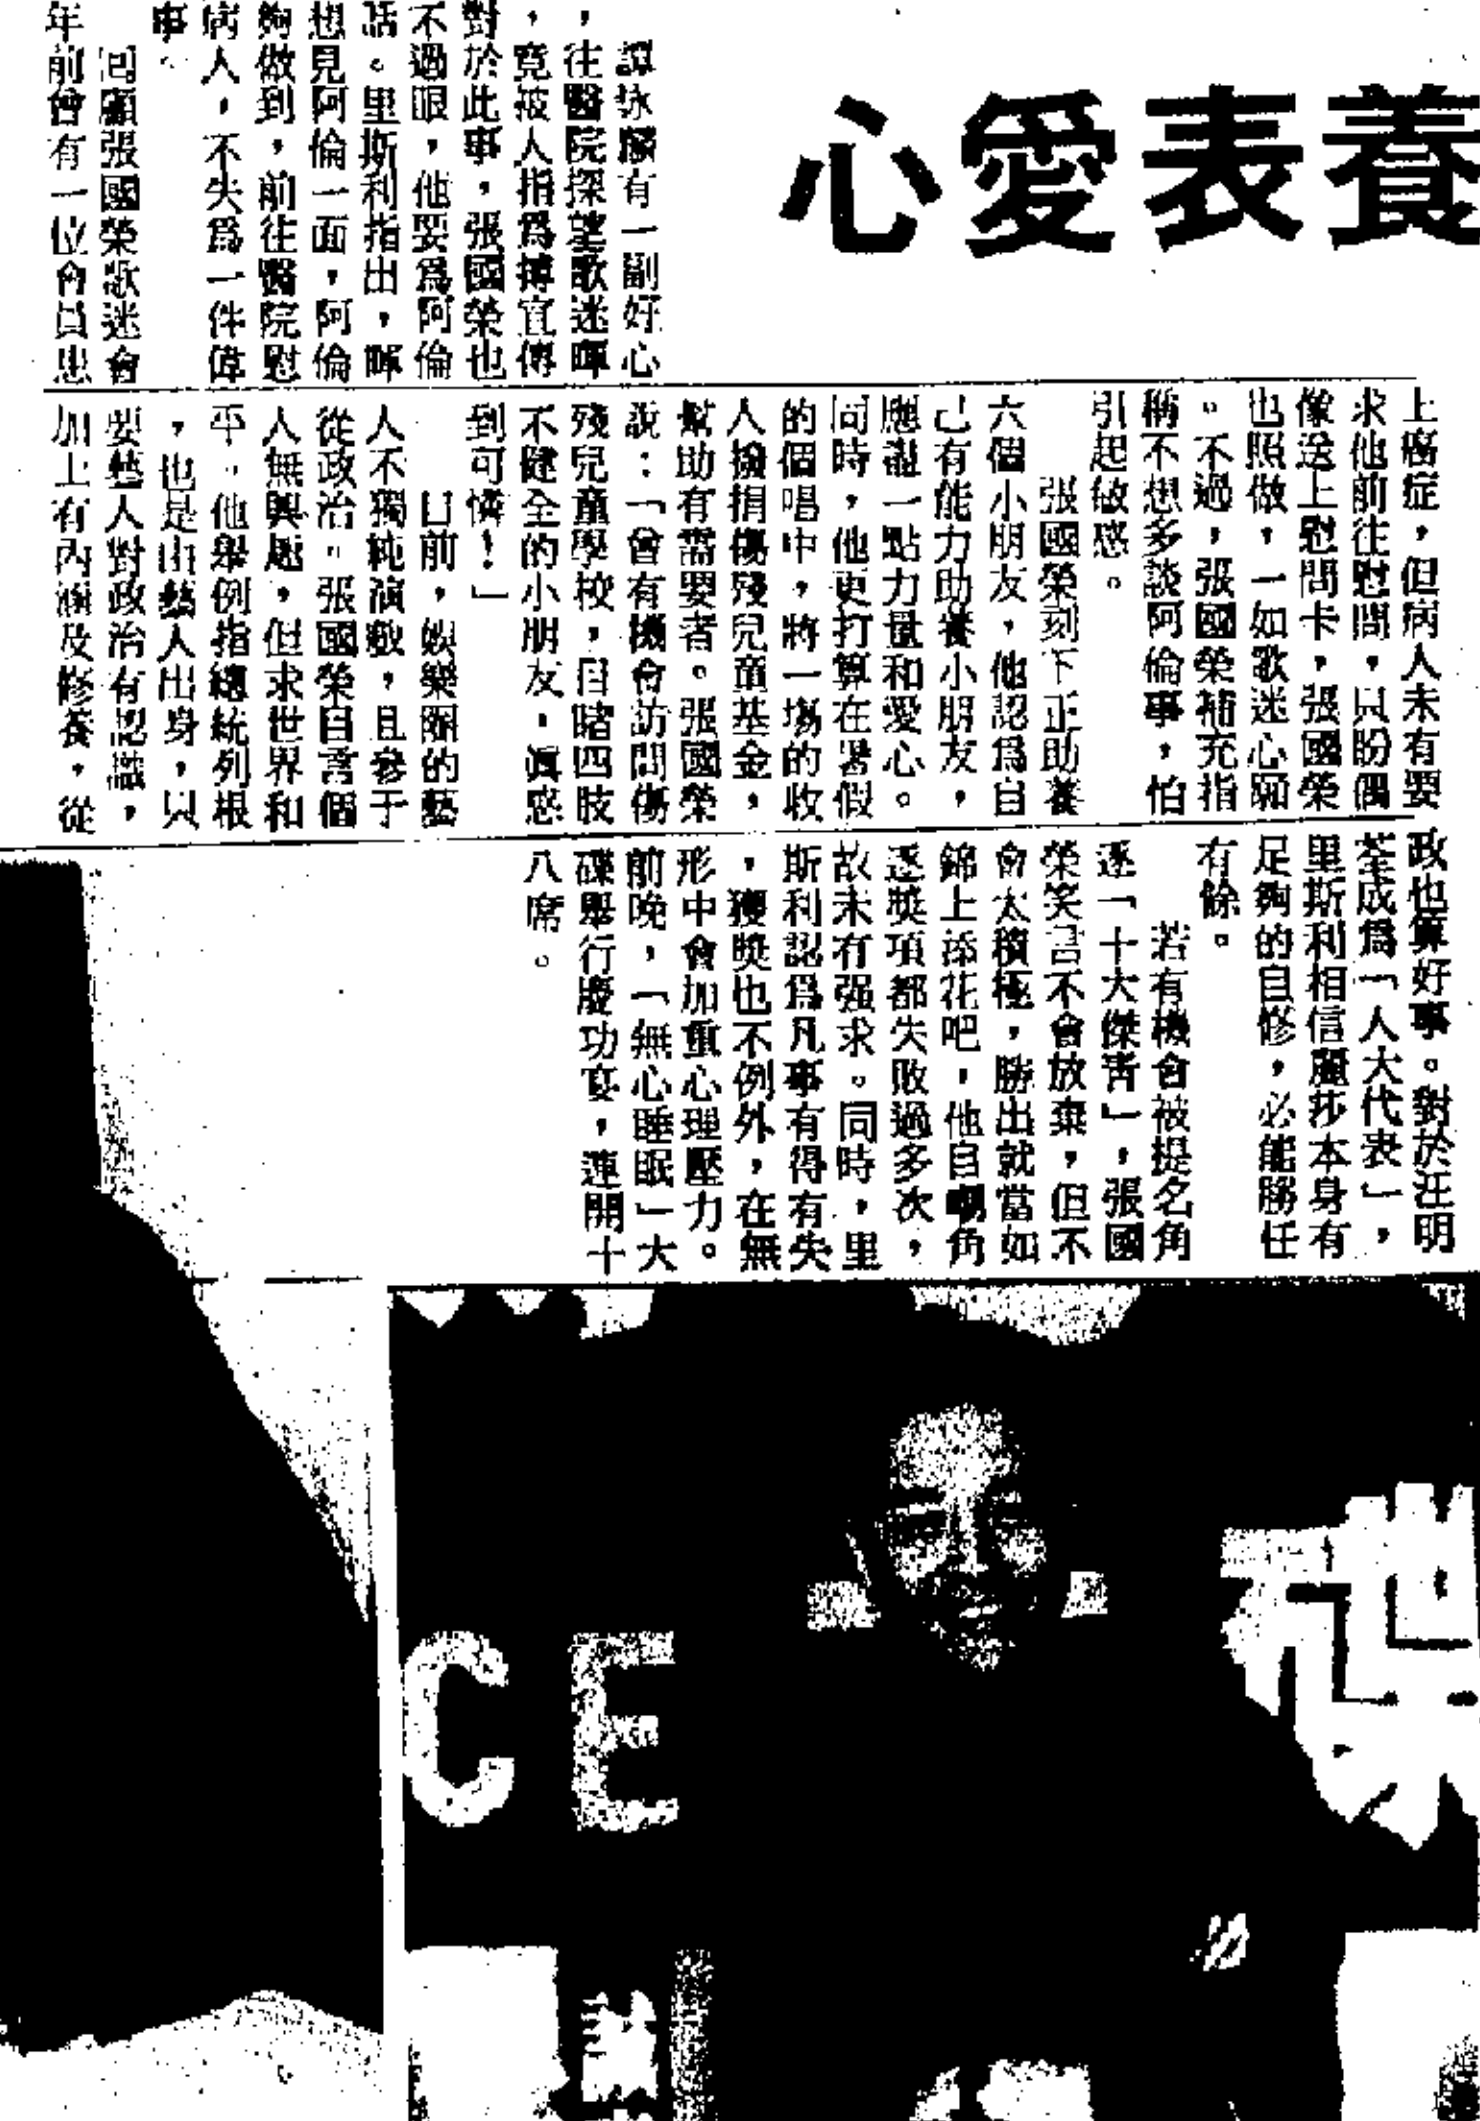 養表愛心
譚詠麟有一副好心
，往醫院探望歌迷暉
，竟被人指爲搏宣傳
對於此事，張國榮也
不過眼，他要爲阿倫
話。里斯利指出，暉
想見阿倫一面，阿倫
夠做到，前往醫院慰
病人，不失爲一件偉
事。
回顧張國榮歌迷會
年前曾有一位會員患
上癌症，但病人未有要
求他前往慰問，只盼偶
像送上慰問卡，張國榮
也照做，一如歌迷心願
。不過，張國榮補充指
稱不想多談阿倫事，怕
引起敏感。
張國榮刻下正助養
六個小朋友，他認爲自
己有能力助養小朋友，
應盡一點力量和愛心。
同時，他更打算在暑假
的個唱中，將一場的收
人撥捐傷殘兒童基金，
幫助有需要者。張國榮
說：「曾有機會訪問傷
殘兒童學校，目睹四肢
不健全的小朋友，眞感
到可憐！」
日前，娛樂圈的藝
人不獨純演戲，且參于
從政治。張國榮自言個
人無興趣，但求世界和
平。他舉例指總統列根
，也是由藝人出身，只
要藝人對政治有認識，
加上有內涵及修養，從
政也算好事。對於汪明
荃成爲「人大代表」，
里斯利相信麗莎本身有
足夠的自修，必能勝任
有餘。
若有機會被提名角
逐「十大傑靑」，張國
榮笑言不會放棄，但不
會太積極，勝出就當如
錦上添花吧，他自嘲角
逐獎項都失敗過多次，
故未有强求。同時，里
斯利認爲凡事有得有失
，獲獎也不例外，在無
形中會加重心理壓力。
前晚，「無心睡眠」大
碟舉行慶功宴，連開十
八席。
CE